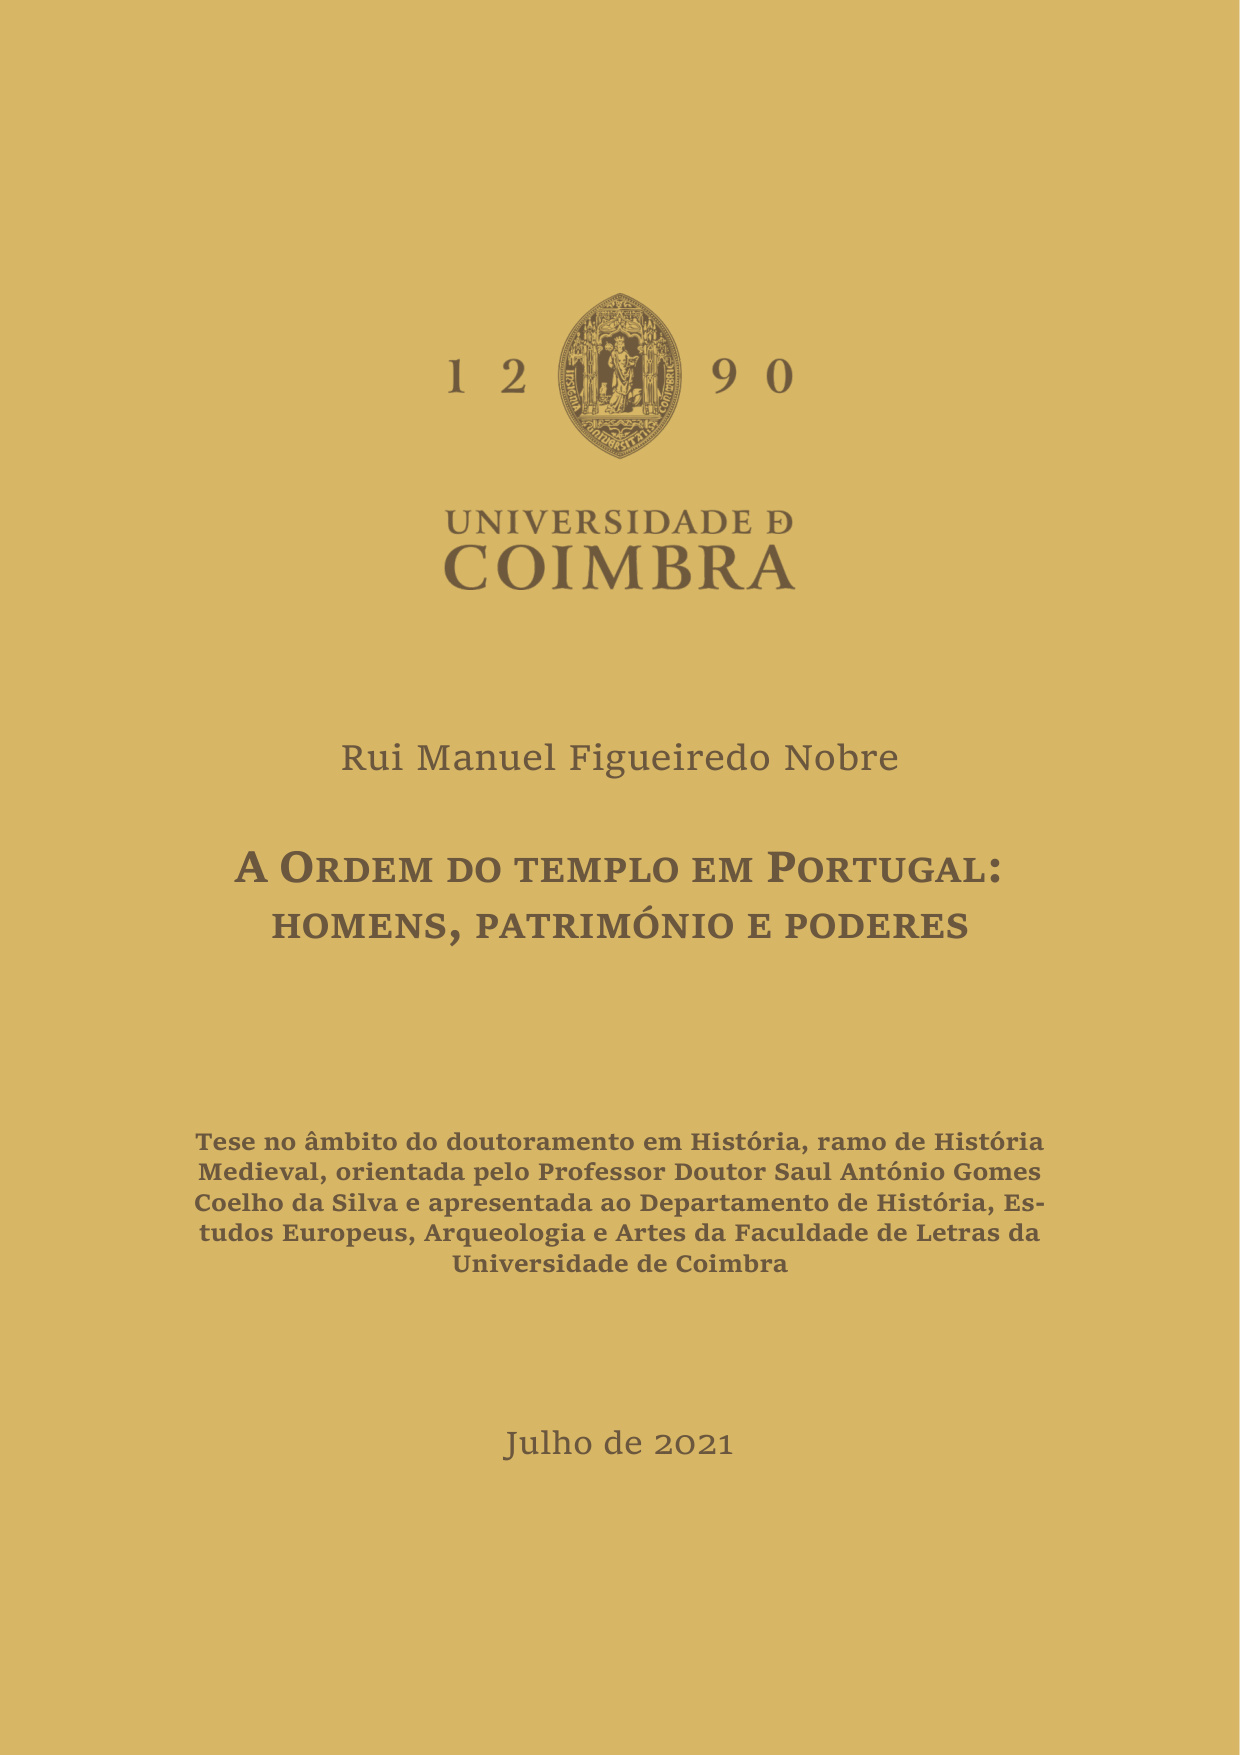 1 2 9 0
INSIGNIA UNIVERSITATIS CONIMBRIG
UNIVERSIDADE Ð
COIMBRA
Rui Manuel Figueiredo Nobre
A ORDEM DO TEMPLO EM PORTUGAL:
HOMENS, PATRIMÓNIO E PODERES
Tese no âmbito do doutoramento em História, ramo de História
Medieval, orientada pelo Professor Doutor Saul António Gomes
Coelho da Silva e apresentada ao Departamento de História, Es-
tudos Europeus, Arqueologia e Artes da Faculdade de Letras da
Universidade de Coimbra
Julho de 2021